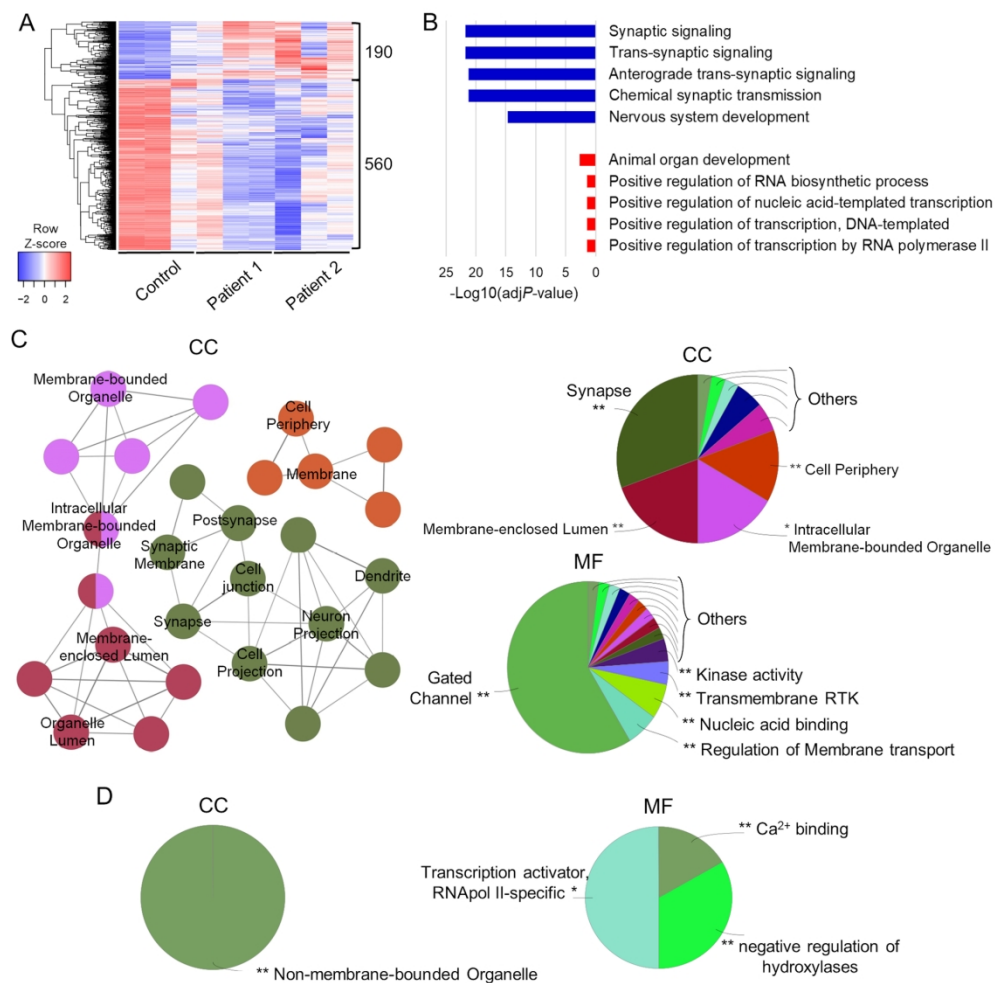 A
190
560
Row
Z-score
−2 0 2
Control
Patient 1
Patient 2
B
Synaptic signaling
Trans-synaptic signaling
Anterograde trans-synaptic signaling
Chemical synaptic transmission
Nervous system development
Animal organ development
Positive regulation of RNA biosynthetic process
Positive regulation of nucleic acid-templated transcription
Positive regulation of transcription, DNA-templated
Positive regulation of transcription by RNA polymerase II
25 20 15 10 5 0
-Log10(adjP-value)
C
CC
Membrane-bounded
Organelle
Cell
Periphery
Membrane
Intracellular
Membrane-bounded
Organelle
Postsynapse
Synaptic
Membrane
Cell
junction
Dendrite
Synapse
Neuron
Projection
Cell
Projection
Membrane-
enclosed Lumen
Organelle
Lumen
CC
Synapse
**
Others
** Cell Periphery
Membrane-enclosed Lumen **
* Intracellular
Membrane-bounded Organelle
MF
Others
Gated
Channel **
** Kinase activity
** Transmembrane RTK
** Nucleic acid binding
** Regulation of Membrane transport
D
CC
** Non-membrane-bounded Organelle
MF
** Ca²⁺ binding
Transcription activator,
RNApol II-specific *
** negative regulation of
hydroxylases